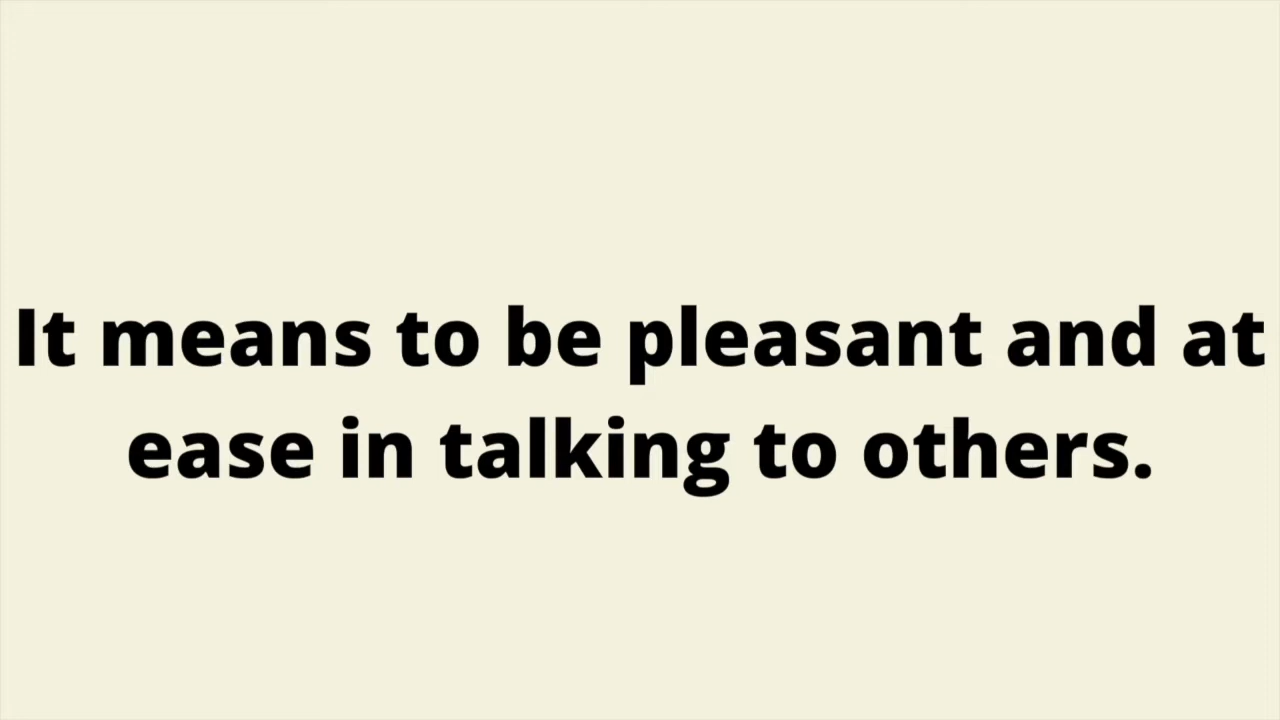 It means to be pleasant and at
ease in talking to others.